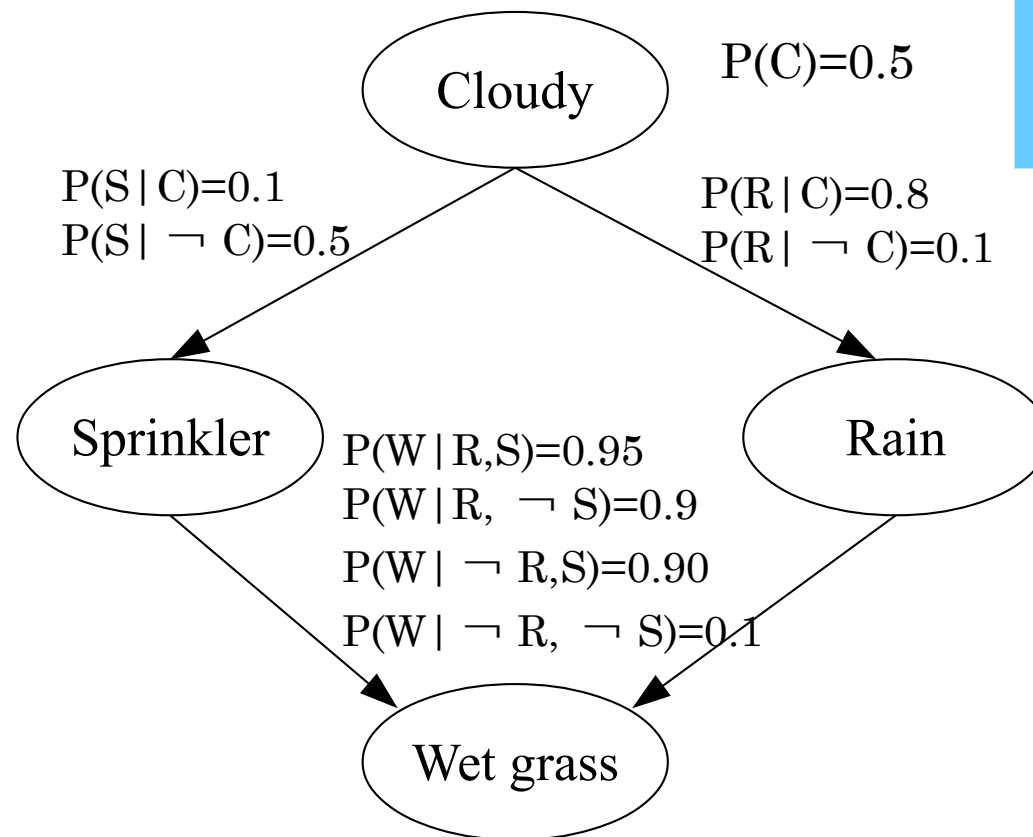 Cloudy
P(C)=0.5
P(S|C)=0.1
P(S| ¬ C)=0.5
P(R|C)=0.8
P(R| ¬ C)=0.1
Sprinkler
Rain
P(W|R,S)=0.95
P(W|R, ¬ S)=0.9
P(W| ¬ R,S)=0.90
P(W| ¬ R, ¬ S)=0.1
Wet grass